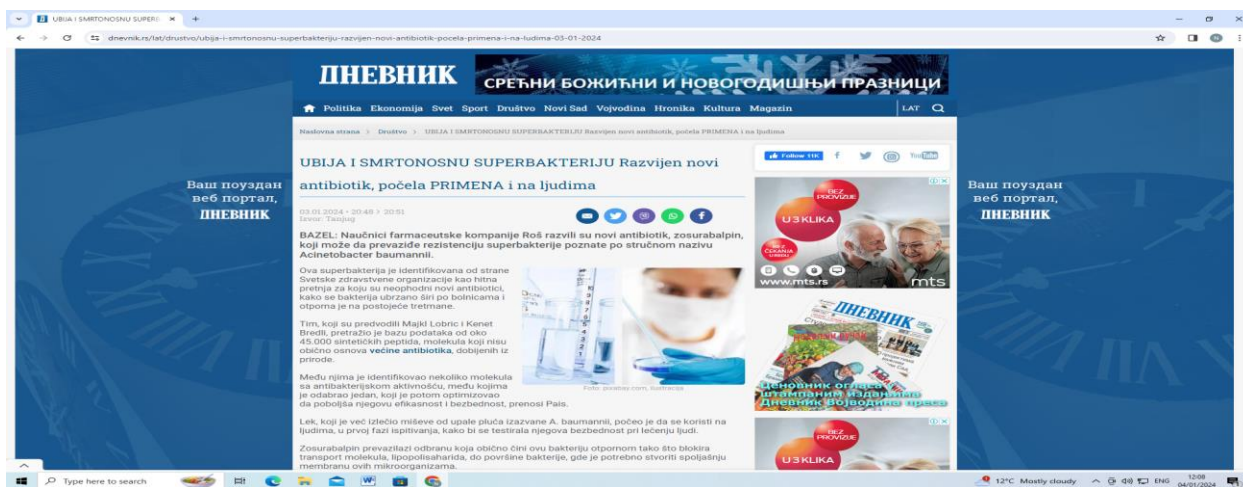 UBIJA I SMRTONOSNU SUPERB
dnevnik.rs/lat/drustvo/ubija-i-smrtonosnu-superbakteriju-razvijen-novi-antibiotik-pocela-primena-i-na-ludima-03-01-2024
ДНЕВНИК
СРЕЋНИ БОЖИЋНИ И НОВОГОДИШЊИ ПРАЗНИЦИ
Politika Ekonomija Svet Sport Društvo Novi Sad Vojvodina Hronika Kultura Magazin
LAT
Naslovna strana > Društvo > UBIJA I SMRTONOSNU SUPERBAKTERIJU Razvijen novi antibiotik, počela PRIMENA i na ljudima
UBIJA I SMRTONOSNU SUPERBAKTERIJU Razvijen novi
antibiotik, počela PRIMENA i na ljudima
03.01.2024 • 20:48 > 20:51
Izvor: Tanjug
BAZEL: Naučnici farmaceutske kompanije Roš razvili su novi antibiotik, zosurabalpin,
koji može da prevaziđe rezistenciju superbakterije poznate po stručnom nazivu
Acinetobacter baumannii.
Ova superbakterija je identifikovana od strane
Svetske zdravstvene organizacije kao hitna
pretnja za koju su neophodni novi antibiotici,
kako se bakterija ubrzano širi po bolnicama i
otporna je na postojeće tretmane.
Tim, koji su predvodili Majkl Lobric i Kenet
Bredli, pretražio je bazu podataka od oko
45.000 sintetičkih peptida, molekula koji nisu
obično osnova većine antibiotika, dobijenih iz
prirode.
Među njima je identifikovao nekoliko molekula
sa antibakterijskom aktivnošću, među kojima
je odabrao jedan, koji je potom optimizovao
da poboljša njegovu efikasnost i bezbednost, prenosi Pais.
Foto: pixabay.com, ilustracija
Lek, koji je već izlečio miševe od upale pluća izazvane A. baumannii, počeo je da se koristi na
ljudima, u prvoj fazi ispitivanja, kako bi se testirala njegova bezbednost pri lečenju ljudi.
Zosurabalpin prevazilazi odbranu koja obično čini ovu bakteriju otpornom tako što blokira
transport molekula, lipopolisaharida, do površine bakterije, gde je potrebno stvoriti spoljašnju
membranu ovih mikroorganizama.
Ваш поуздан
веб портал,
ДНЕВНИК
Follow 11K
YouTube
BEZ
PROVIZIJE
U 3 KLIKA
BEZ
ČEKANJA
U REDU
www.mts.rs
mts
ДНЕВНИК
Ценовник огласа у
штампаним издањима
Дневник Војводина преса
BEZ
PROVIZIJE
U 3 KLIKA
Ваш поуздан
веб портал,
ДНЕВНИК
Type here to search
12°C Mostly cloudy
ENG
12:08
04/01/2024